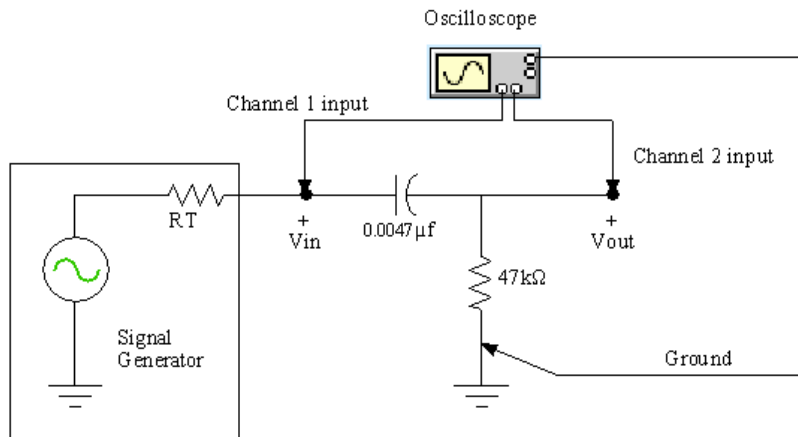 Oscilloscope
Channel 1 input
Channel 2 input
RT
+
Vin
0.0047µf
+
Vout
47kΩ
Signal
Generator
Ground